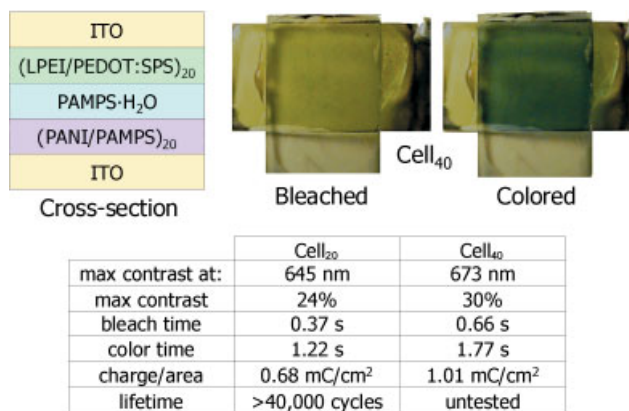 ITO
(LPEI/PEDOT:SPS)₂₀
PAMPS·H₂O
(PANI/PAMPS)₂₀
ITO
Cross-section
Cell₄₀
Bleached
Colored
Cell₂₀ Cell₄₀
max contrast at: 645 nm 673 nm
max contrast 24% 30%
bleach time 0.37 s 0.66 s
color time 1.22 s 1.77 s
charge/area 0.68 mC/cm² 1.01 mC/cm²
lifetime >40,000 cycles untested